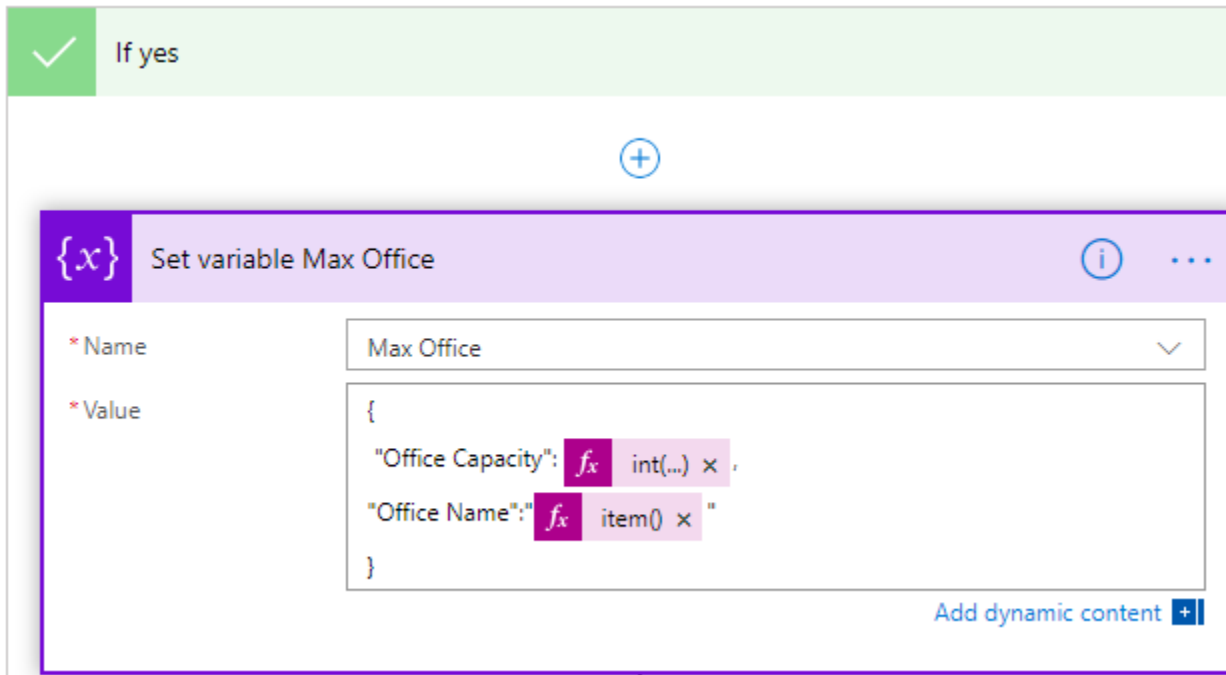 If yes
{x} Set variable Max Office
* Name Max Office
* Value {
"Office Capacity": fx int(...) × ,
"Office Name":" fx item() × "
}
Add dynamic content